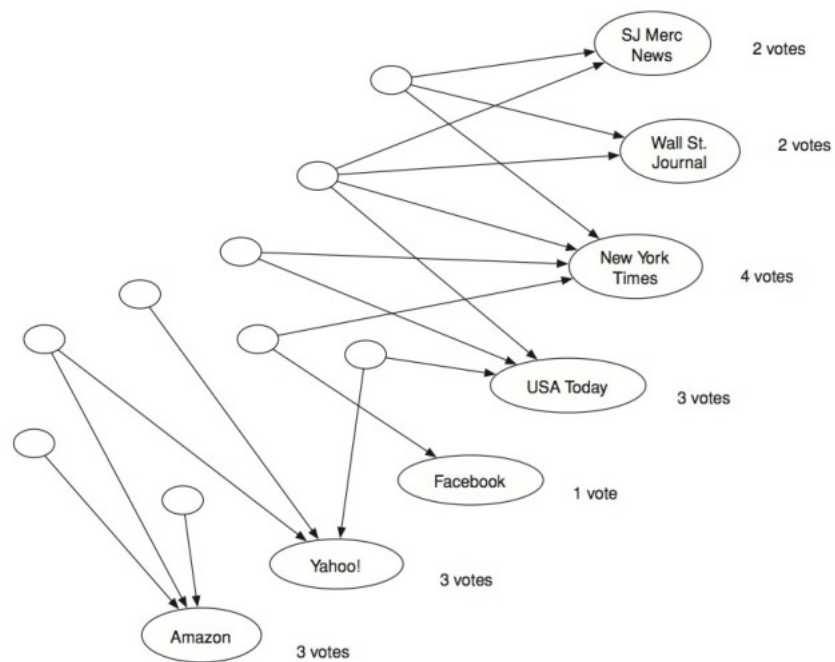 SJ Merc
News
2 votes
Wall St.
Journal
2 votes
New York
Times
4 votes
USA Today
3 votes
Facebook
1 vote
Yahoo!
3 votes
Amazon
3 votes